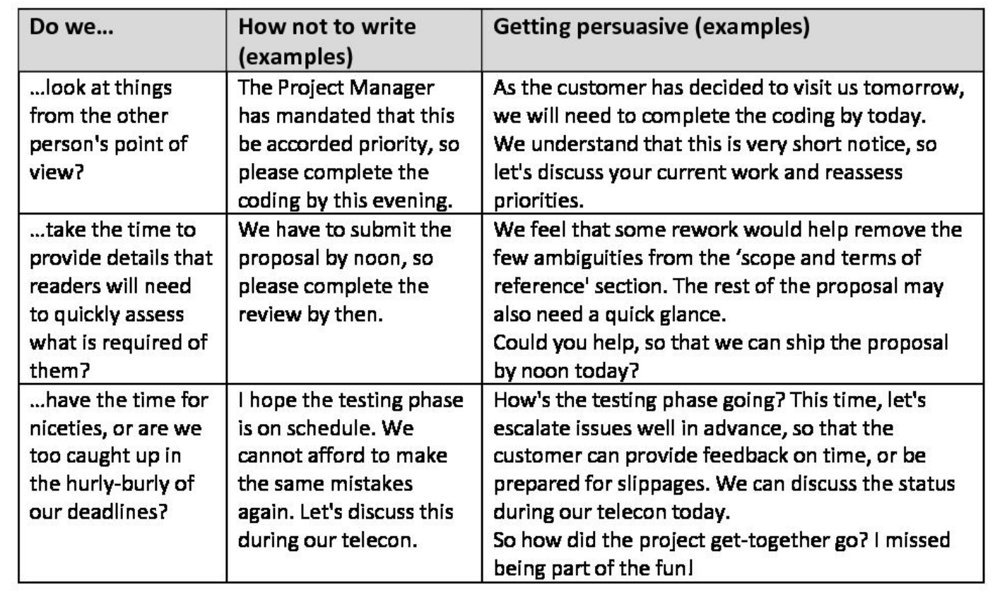 Do we...
How not to write
(examples)
Getting persuasive (examples)
...look at things
from the other
person's point of
view?
The Project Manager
has mandated that this
be accorded priority, so
please complete the
coding by this evening.
As the customer has decided to visit us tomorrow,
we will need to complete the coding by today.
We understand that this is very short notice, so
let's discuss your current work and reassess
priorities.
...take the time to
provide details that
readers will need
to quickly assess
what is required of
them?
We have to submit the
proposal by noon, so
please complete the
review by then.
We feel that some rework would help remove the
few ambiguities from the ‘scope and terms of
reference' section. The rest of the proposal may
also need a quick glance.
Could you help, so that we can ship the proposal
by noon today?
...have the time for
niceties, or are we
too caught up in
the hurly-burly of
our deadlines?
I hope the testing phase
is on schedule. We
cannot afford to make
the same mistakes
again. Let's discuss this
during our telecon.
How's the testing phase going? This time, let's
escalate issues well in advance, so that the
customer can provide feedback on time, or be
prepared for slippages. We can discuss the status
during our telecon today.
So how did the project get-together go? I missed
being part of the fun!